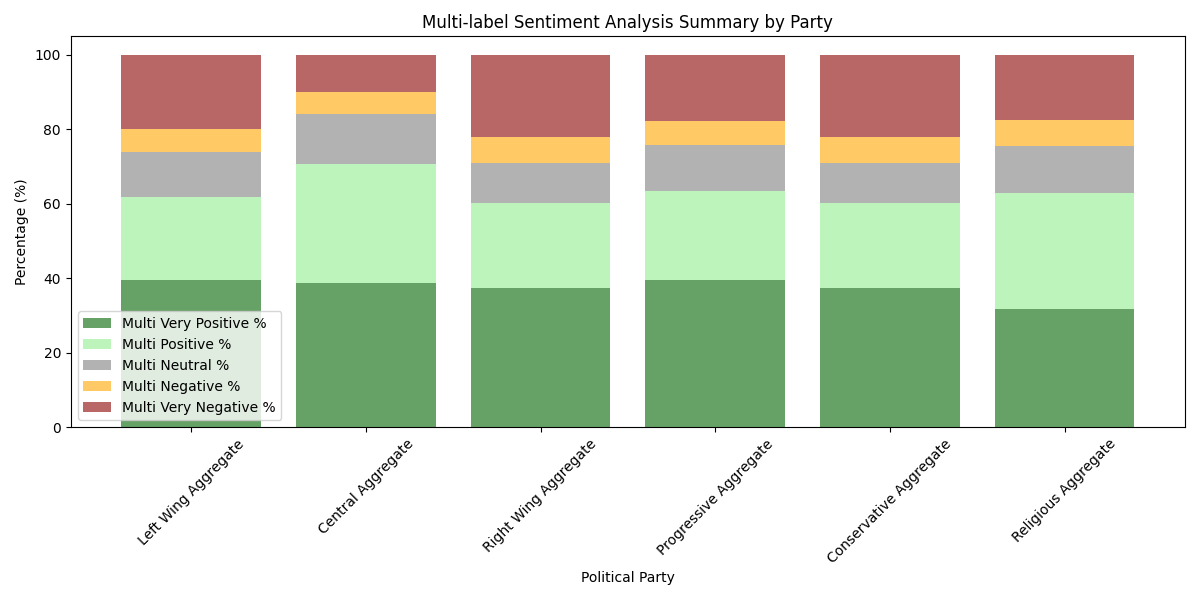 Multi-label Sentiment Analysis Summary by Party
Percentage (%)
100
80
60
40
20
0
Multi Very Positive %
Multi Positive %
Multi Neutral %
Multi Negative %
Multi Very Negative %
Left Wing Aggregate
Central Aggregate
Right Wing Aggregate
Progressive Aggregate
Conservative Aggregate
Religious Aggregate
Political Party